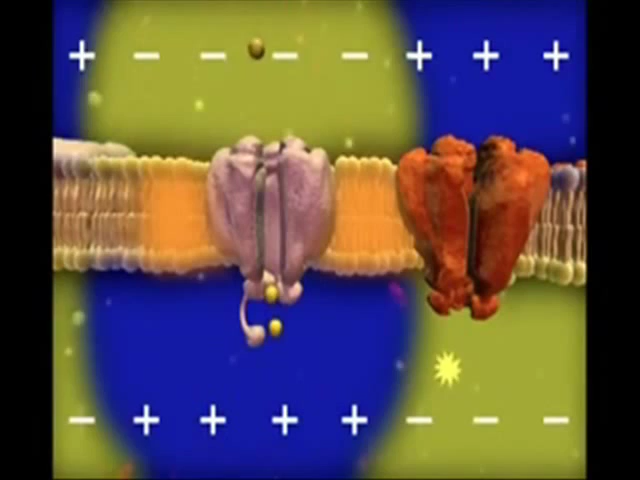 + − − − − + + +
− + + + + − − −